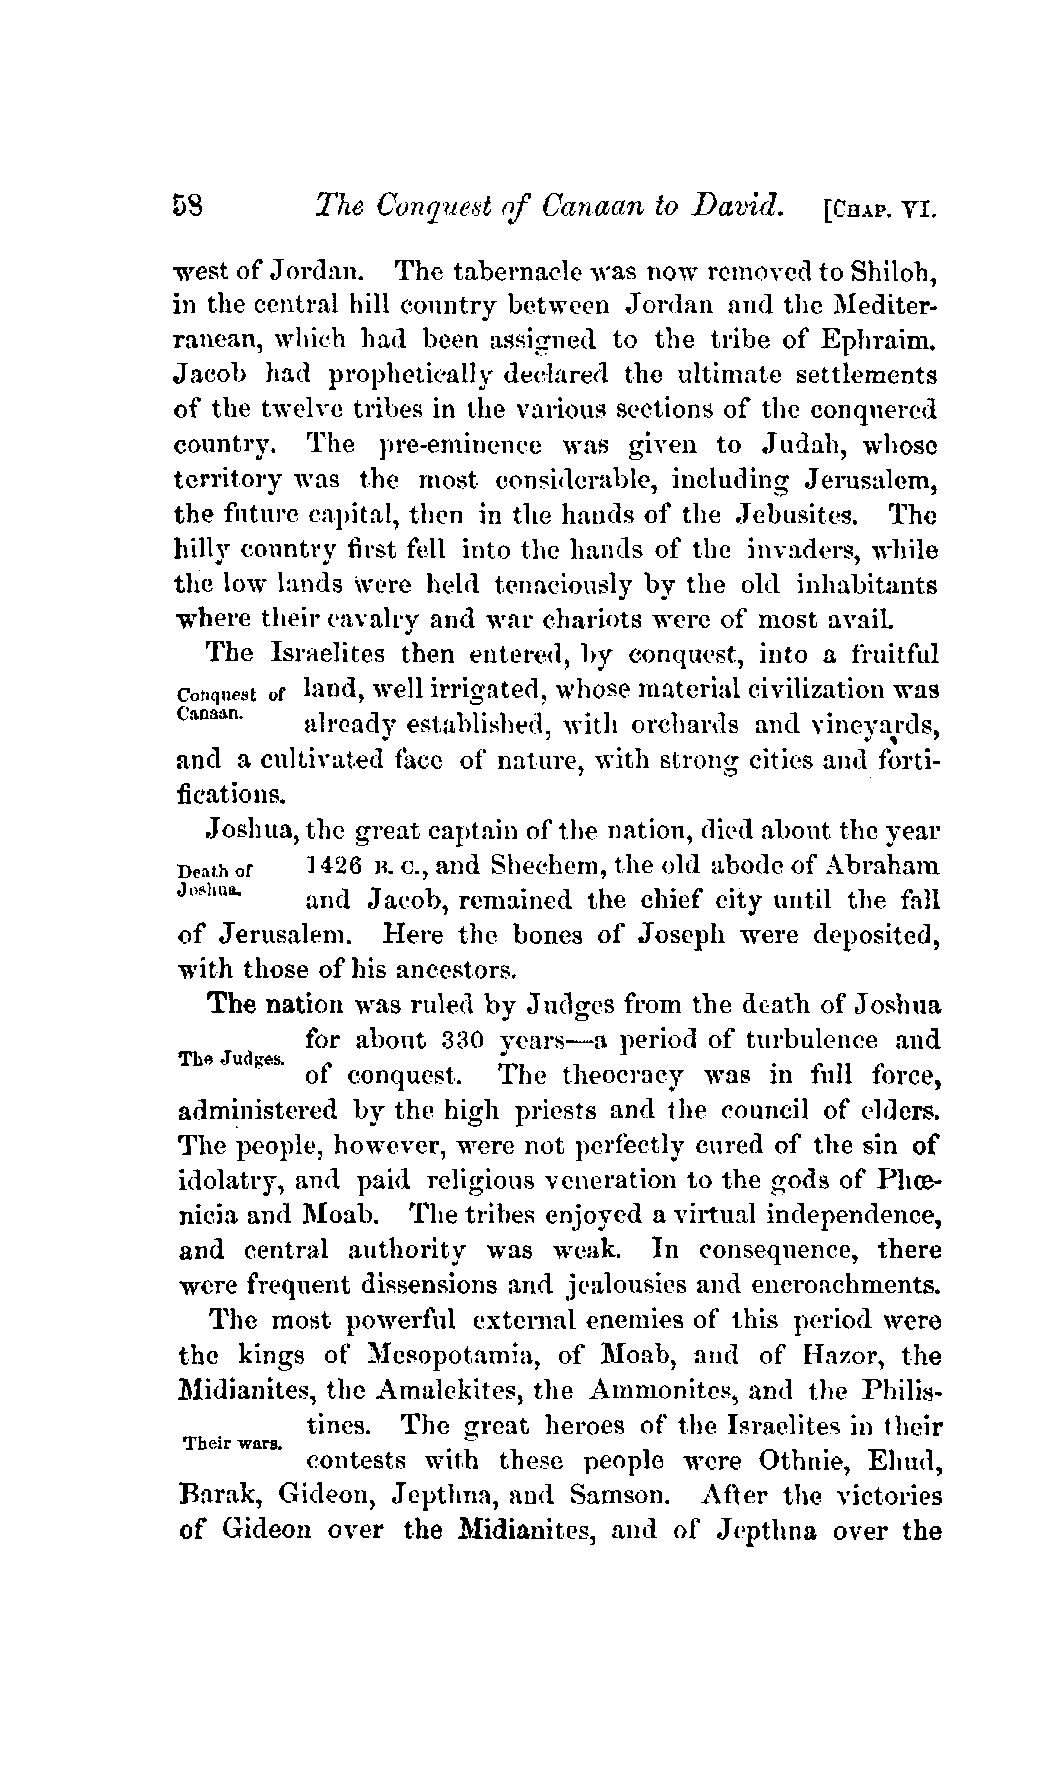 58 The Conquest of Canaan to David. [CHAP. VI.
west of Jordan. The tabernacle was now removed to Shiloh,
in the central hill country between Jordan and the Mediter-
ranean, which had been assigned to the tribe of Ephraim.
Jacob had prophetically declared the ultimate settlements
of the twelve tribes in the various sections of the conquered
country. The pre-eminence was given to Judah, whose
territory was the most considerable, including Jerusalem,
the future capital, then in the hands of the Jebusites. The
hilly country first fell into the hands of the invaders, while
the low lands were held tenaciously by the old inhabitants
where their cavalry and war chariots were of most avail.
The Israelites then entered, by conquest, into a fruitful
Conquest of Canaan.
land, well irrigated, whose material civilization was
already established, with orchards and vineyards,
and a cultivated face of nature, with strong cities and forti-
fications.
Joshua, the great captain of the nation, died about the year
Death of Joshua.
1426 B. C., and Shechem, the old abode of Abraham
and Jacob, remained the chief city until the fall
of Jerusalem. Here the bones of Joseph were deposited,
with those of his ancestors.
The nation was ruled by Judges from the death of Joshua
The Judges.
for about 330 years—a period of turbulence and
of conquest. The theocracy was in full force,
administered by the high priests and the council of elders.
The people, however, were not perfectly cured of the sin of
idolatry, and paid religious veneration to the gods of Phœ-
nicia and Moab. The tribes enjoyed a virtual independence,
and central authority was weak. In consequence, there
were frequent dissensions and jealousies and encroachments.
The most powerful external enemies of this period were
the kings of Mesopotamia, of Moab, and of Hazor, the
Midianites, the Amalekites, the Ammonites, and the Philis-
Their wars.
tines. The great heroes of the Israelites in their
contests with these people were Othnie, Ehud,
Barak, Gideon, Jepthna, and Samson. After the victories
of Gideon over the Midianites, and of Jepthna over the